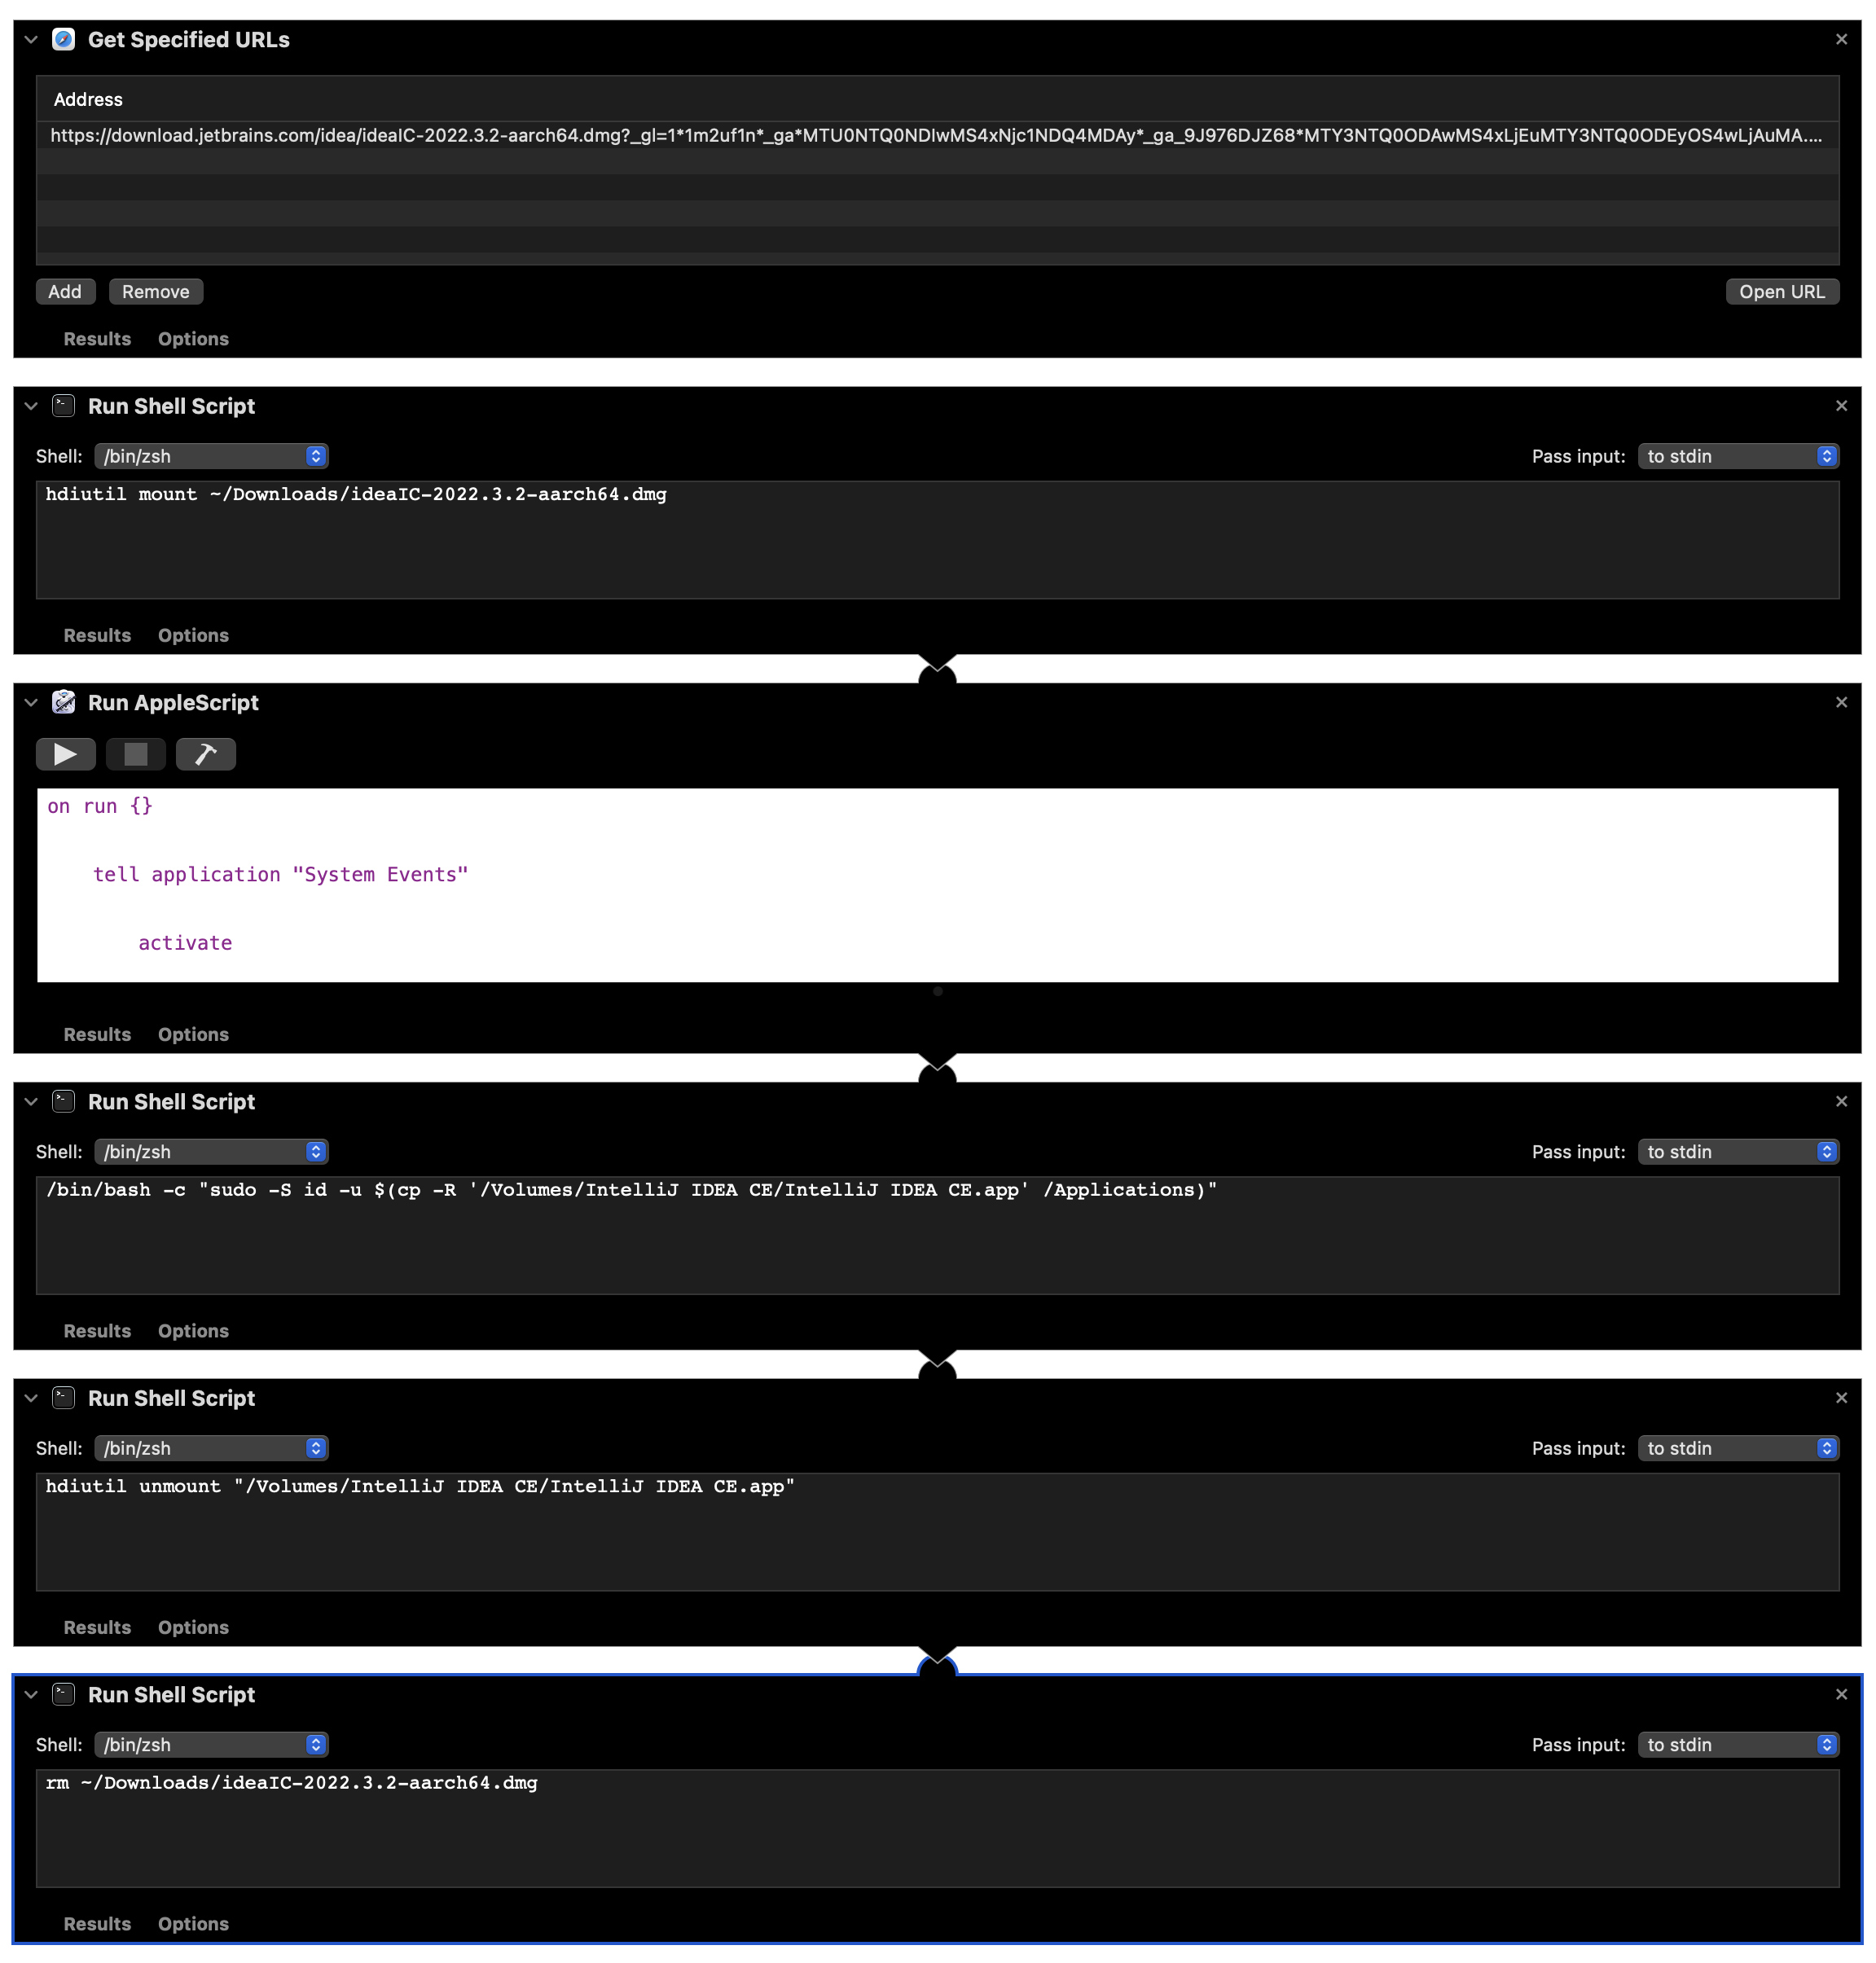 Get Specified URLs
Address
https://download.jetbrains.com/idea/ideaIC-2022.3.2-aarch64.dmg?_gl=1*1m2uf1n*_ga*MTU0NTQ0NDIwMS4xNjc1NDQ4MDAy*_ga_9J976DJZ68*MTY3NTQ0ODAwMS4xLjEuMTY3NTQ0ODEyOS4wLjAuMA....
Add Remove Open URL
Results Options
Run Shell Script
Shell: /bin/zsh Pass input: to stdin
hdiutil mount ~/Downloads/ideaIC-2022.3.2-aarch64.dmg
Results Options
Run AppleScript
on run {}
tell application "System Events"
activate
Results Options
Run Shell Script
Shell: /bin/zsh Pass input: to stdin
/bin/bash -c "sudo -S id -u $(cp -R '/Volumes/IntelliJ IDEA CE/IntelliJ IDEA CE.app' /Applications)"
Results Options
Run Shell Script
Shell: /bin/zsh Pass input: to stdin
hdiutil unmount "/Volumes/IntelliJ IDEA CE/IntelliJ IDEA CE.app"
Results Options
Run Shell Script
Shell: /bin/zsh Pass input: to stdin
rm ~/Downloads/ideaIC-2022.3.2-aarch64.dmg
Results Options